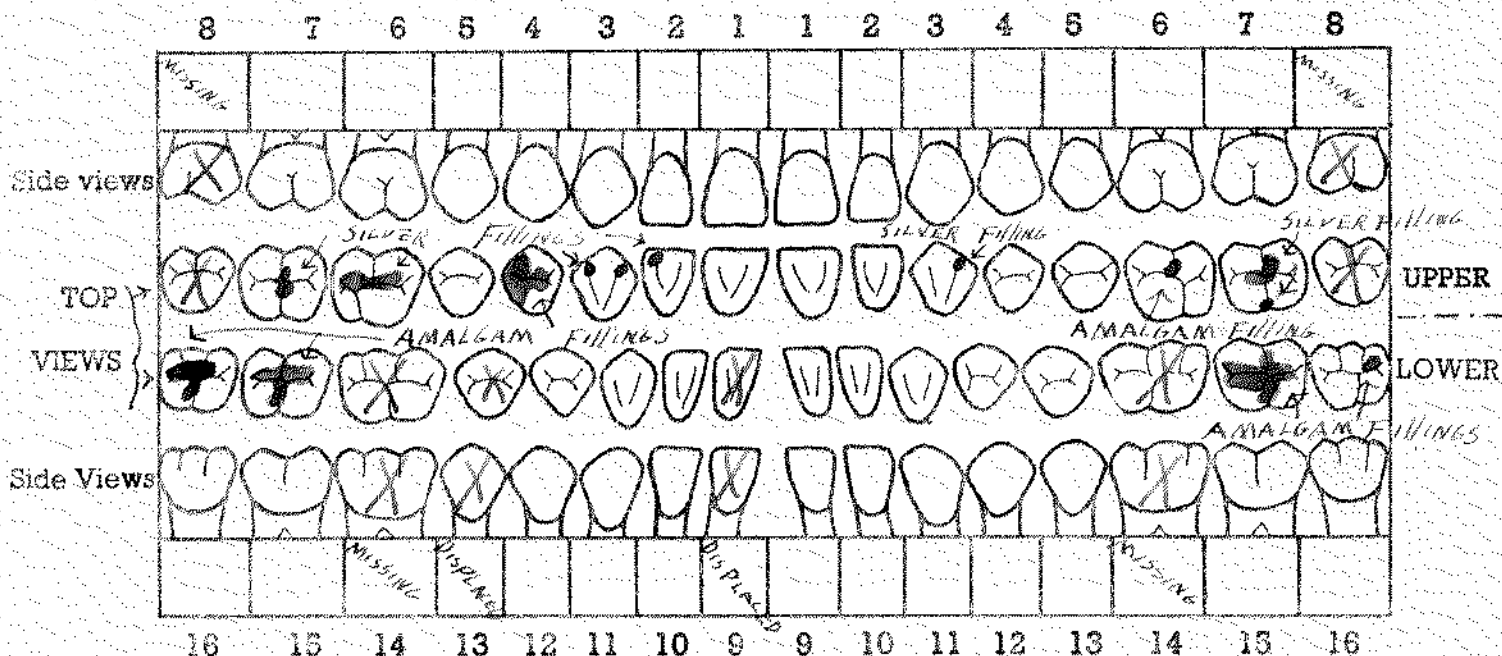 8 7 6 5 4 3 2 1 1 2 3 4 5 6 7 8
MISSING MISSING
Side views
SILVER FILLINGS SILVER FILLING SILVER FILLING
TOP UPPER
AMALGAM FILLINGS AMALGAM FILLING
VIEWS LOWER
AMALGAM FILLINGS
Side Views
MISSING DISPLACED MISSING
16 15 14 13 12 11 10 9 9 10 11 12 13 14 15 16